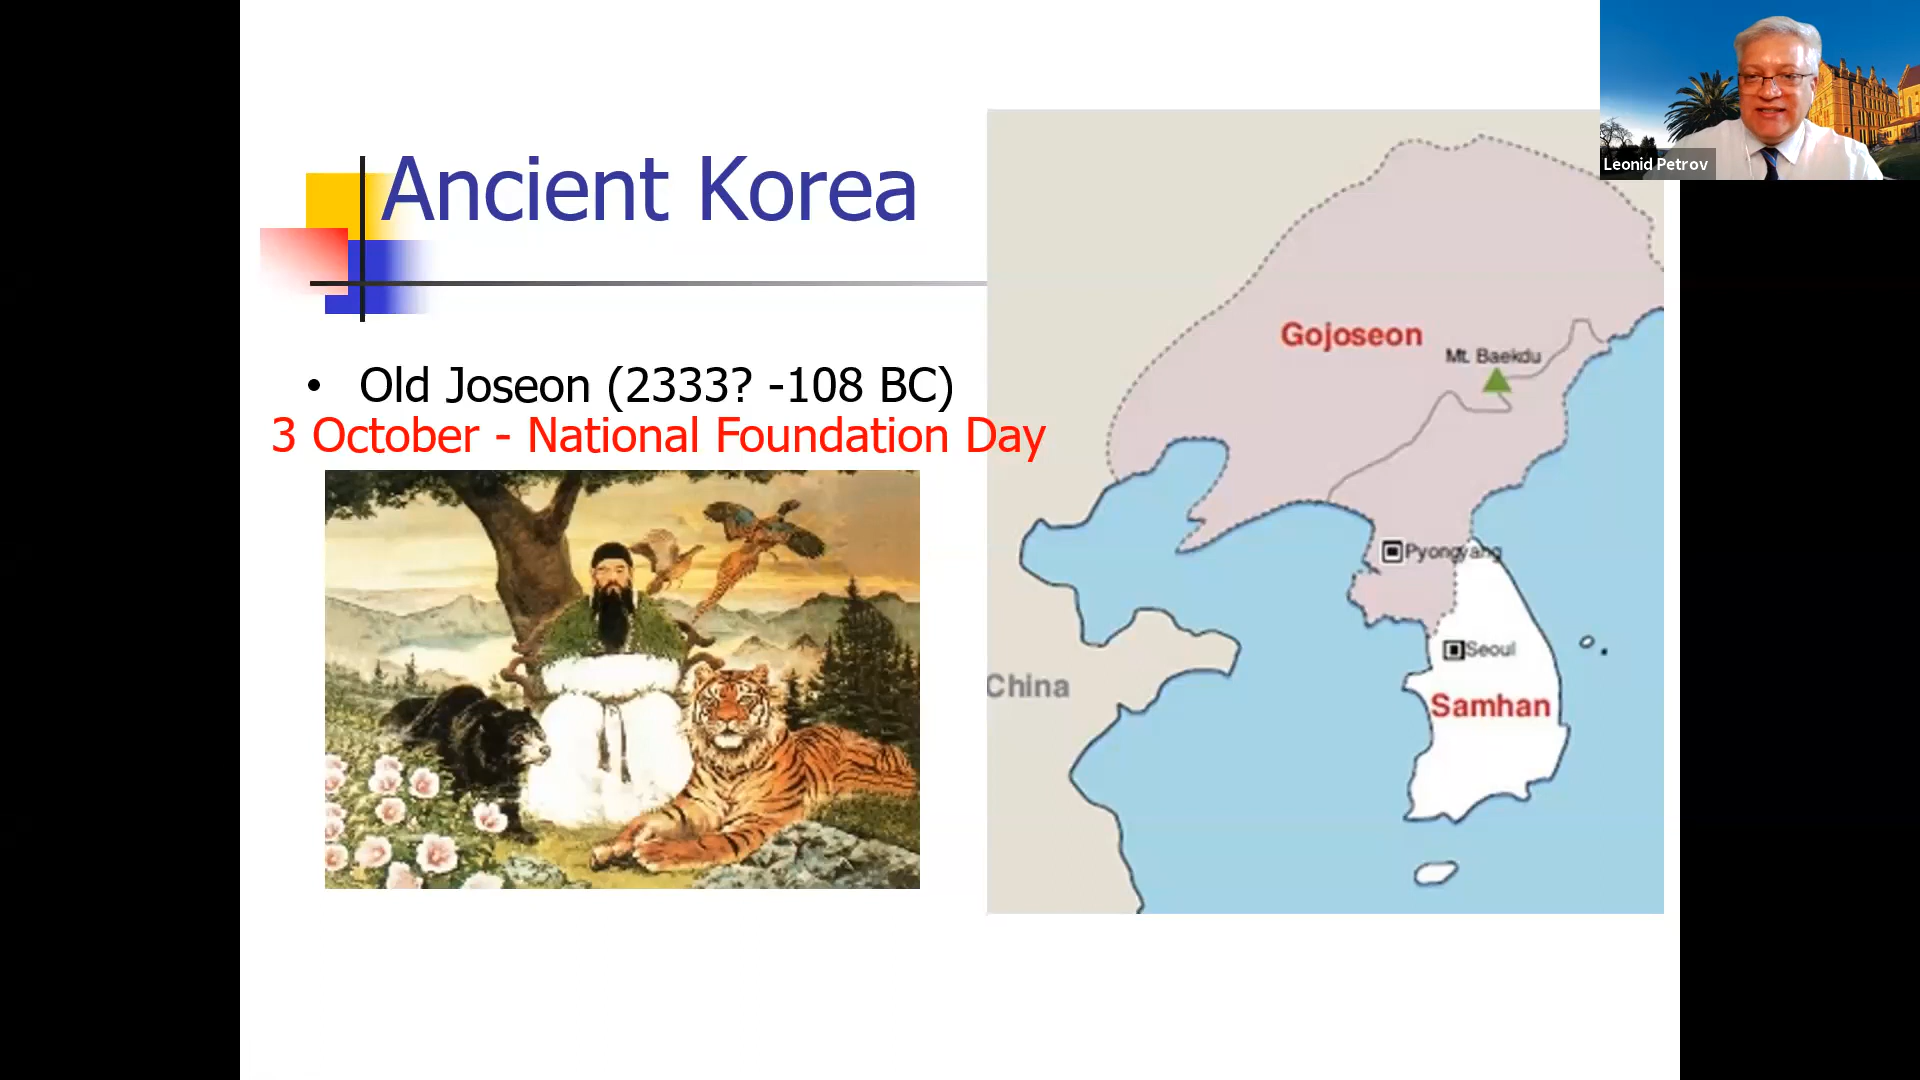 Ancient Korea
• Old Joseon (2333? -108 BC)
3 October - National Foundation Day
Gojoseon
Mt. Baekdu
Pyongyang
Seoul
Samhan
China
Leonid Petrov